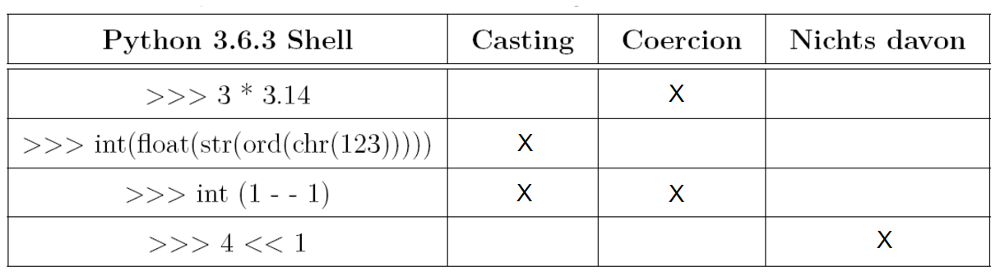 Python 3.6.3 Shell Casting Coercion Nichts davon
>>> 3 * 3.14 X
>>> int(float(str(ord(chr(123))))) X
>>> int (1 - - 1) X X
>>> 4 << 1 X